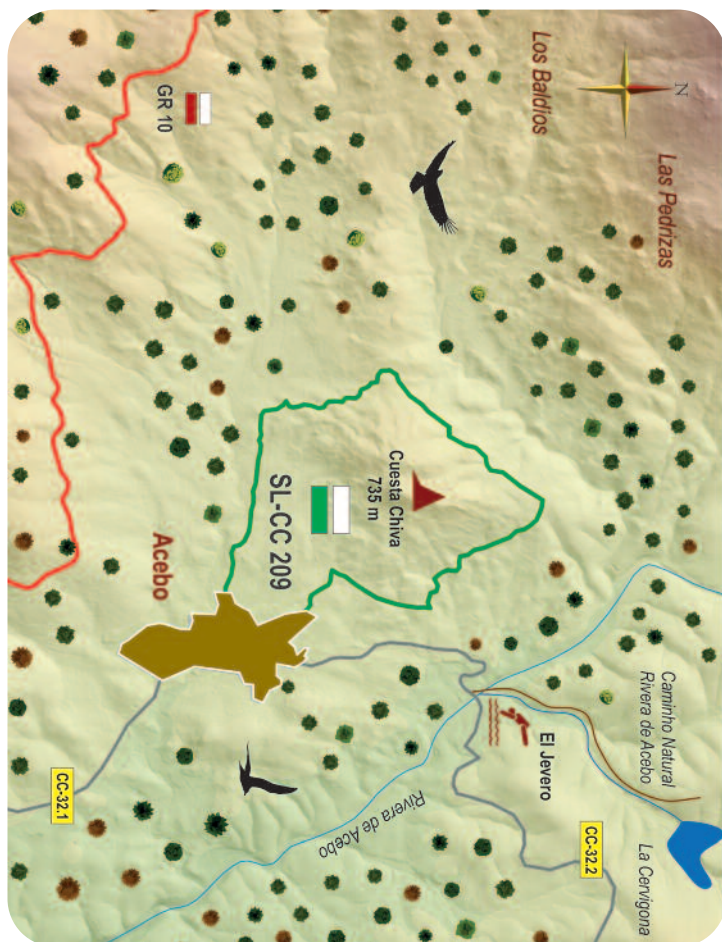 N
Los Baldios
Las Pedrizas
GR 10
Cuesta Chiva
735 m
SL-CC 209
Acebo
Caminho Natural
Rivera de Acebo
El Jevero
La Cervigona
Rivera de Acebo
CC-32.1
CC-32.2